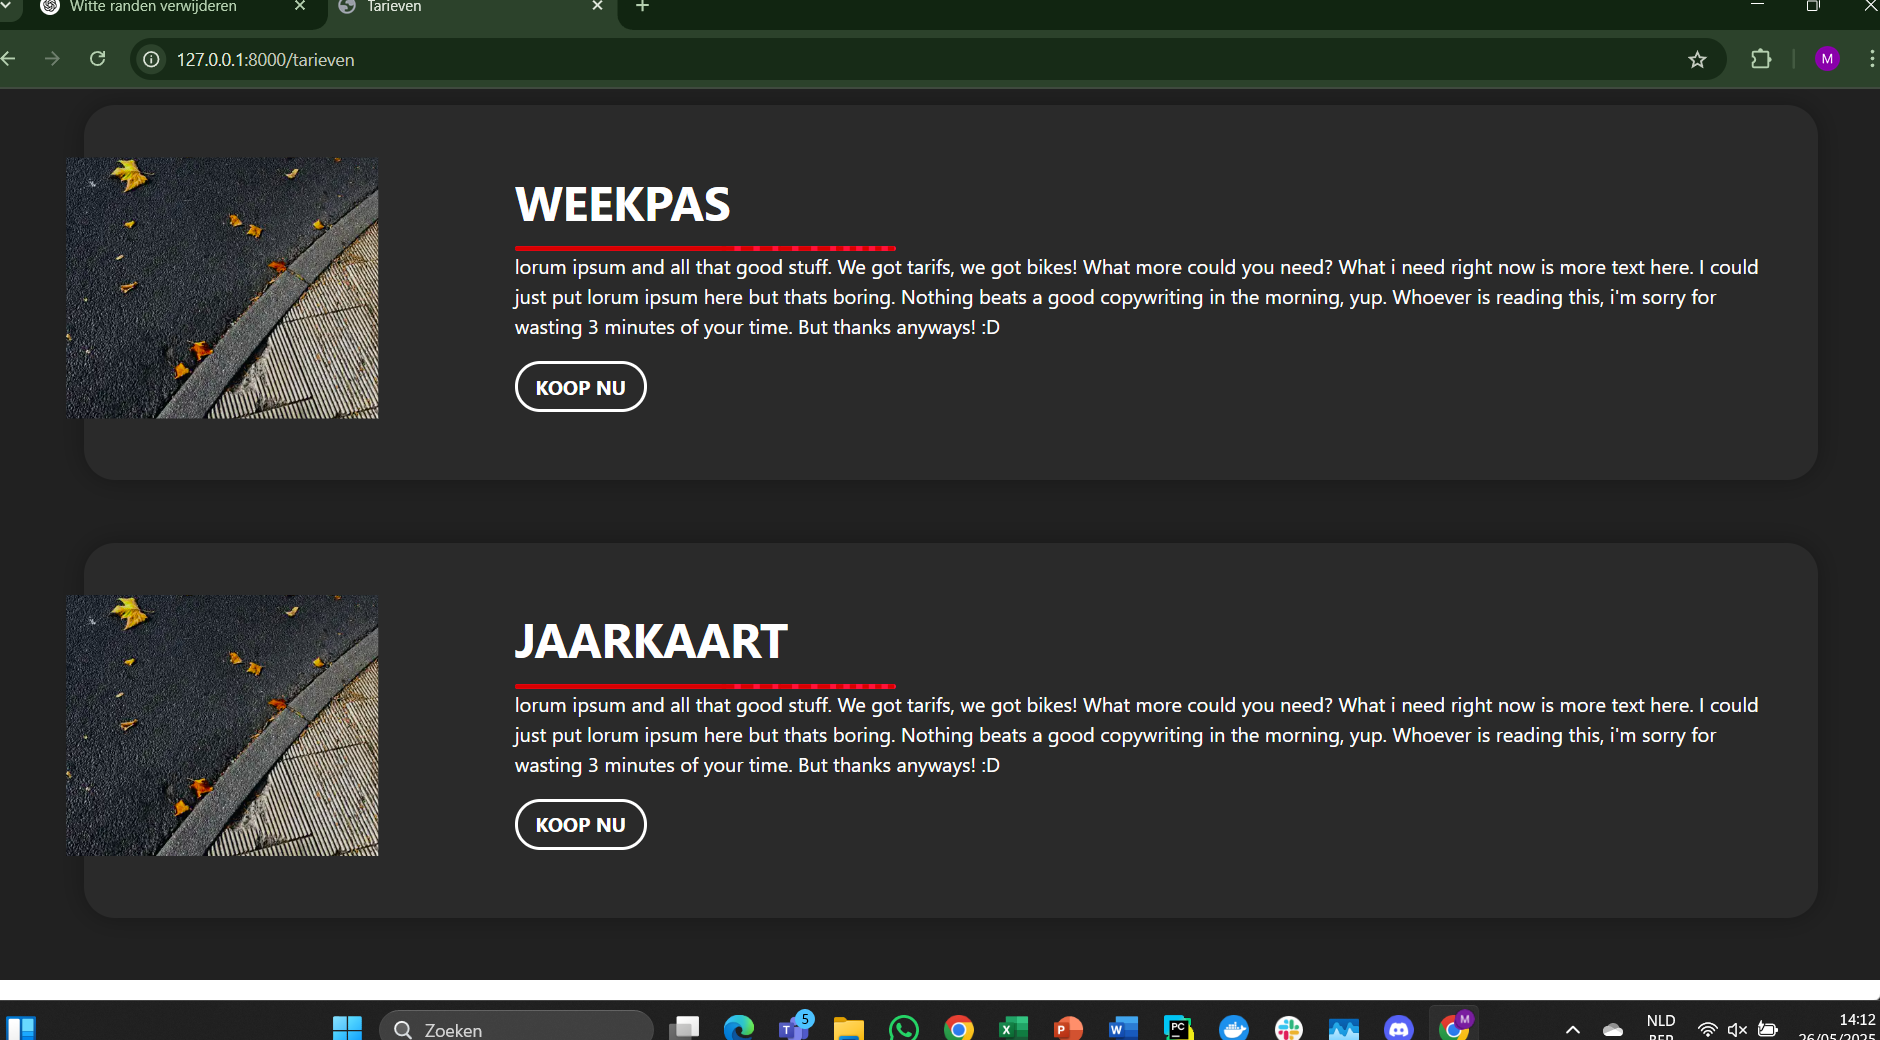 Witte randen verwijderen
Tarieven
127.0.0.1:8000/tarieven
M
WEEKPAS
lorum ipsum and all that good stuff. We got tarifs, we got bikes! What more could you need? What i need right now is more text here. I could
just put lorum ipsum here but thats boring. Nothing beats a good copywriting in the morning, yup. Whoever is reading this, i'm sorry for
wasting 3 minutes of your time. But thanks anyways! :D
KOOP NU
JAARKAART
lorum ipsum and all that good stuff. We got tarifs, we got bikes! What more could you need? What i need right now is more text here. I could
just put lorum ipsum here but thats boring. Nothing beats a good copywriting in the morning, yup. Whoever is reading this, i'm sorry for
wasting 3 minutes of your time. But thanks anyways! :D
KOOP NU
Zoeken
T
5
X
P
W
PC
M
NLD
14:12
26/05/2025